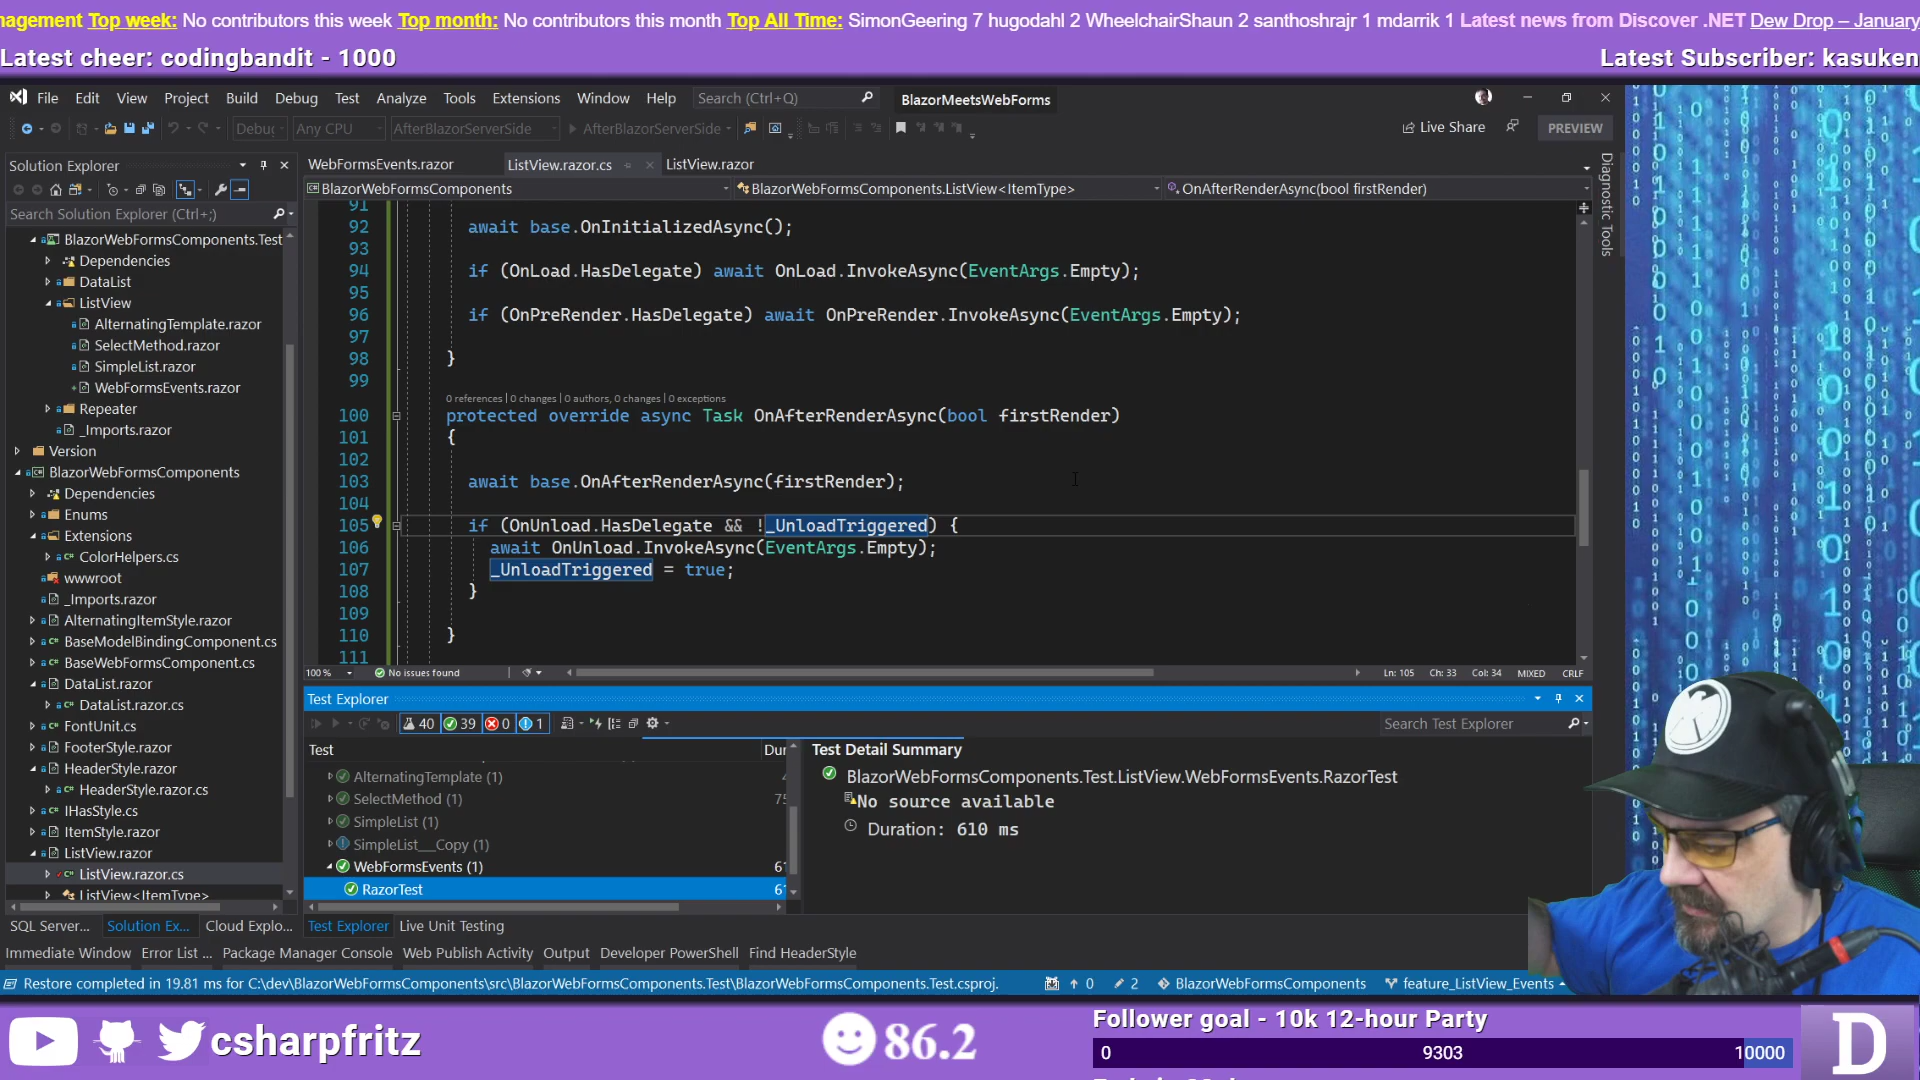 nagement Top week: No contributors this week Top month: No contributors this month Top All Time: SimonGeering 7 hugodahl 2 WheelchairShaun 2 santhoshrajr 1 mdarrik 1 Latest news from Discover .NET Dew Drop – January
Latest cheer: codingbandit - 1000
Latest Subscriber: kasuken
File Edit View Project Build Debug Test Analyze Tools Extensions Window Help Search (Ctrl+Q) BlazorMeetsWebForms
Debug Any CPU AfterBlazorServerSide AfterBlazorServerSide Live Share PREVIEW
Solution Explorer
Search Solution Explorer (Ctrl+;)
BlazorWebFormsComponents.Test
Dependencies
DataList
ListView
AlternatingTemplate.razor
SelectMethod.razor
SimpleList.razor
WebFormsEvents.razor
Repeater
_Imports.razor
Version
BlazorWebFormsComponents
Dependencies
Enums
Extensions
ColorHelpers.cs
wwwroot
_Imports.razor
AlternatingItemStyle.razor
BaseModelBindingComponent.cs
BaseWebFormsComponent.cs
DataList.razor
DataList.razor.cs
FontUnit.cs
FooterStyle.razor
HeaderStyle.razor
HeaderStyle.razor.cs
IHasStyle.cs
ItemStyle.razor
ListView.razor
ListView.razor.cs
ListView<ItemType>
SQL Server... Solution Ex... Cloud Explo...
WebFormsEvents.razor ListView.razor.cs ListView.razor
BlazorWebFormsComponents BlazorWebFormsComponents.ListView<ItemType> OnAfterRenderAsync(bool firstRender)
91
92 await base.OnInitializedAsync();
93
94 if (OnLoad.HasDelegate) await OnLoad.InvokeAsync(EventArgs.Empty);
95
96 if (OnPreRender.HasDelegate) await OnPreRender.InvokeAsync(EventArgs.Empty);
97
98 }
99
0 references | 0 changes | 0 authors, 0 changes | 0 exceptions
100 protected override async Task OnAfterRenderAsync(bool firstRender)
101 {
102
103 await base.OnAfterRenderAsync(firstRender);
104
105 if (OnUnload.HasDelegate && !_UnloadTriggered) {
106 await OnUnload.InvokeAsync(EventArgs.Empty);
107 _UnloadTriggered = true;
108 }
109
110 }
111
100% No issues found Ln: 105 Ch: 33 Col: 34 MIXED CRLF
Diagnostic Tools
Test Explorer
40 39 0 1 Search Test Explorer
Test Dur
AlternatingTemplate (1) 4
SelectMethod (1) 75
SimpleList (1)
SimpleList__Copy (1)
WebFormsEvents (1) 61
RazorTest 61
Test Detail Summary
BlazorWebFormsComponents.Test.ListView.WebFormsEvents.RazorTest
No source available
Duration: 610 ms
Test Explorer Live Unit Testing
Immediate Window Error List ... Package Manager Console Web Publish Activity Output Developer PowerShell Find HeaderStyle
Restore completed in 19.81 ms for C:\dev\BlazorWebFormsComponents\src\BlazorWebFormsComponents.Test\BlazorWebFormsComponents.Test.csproj. 0 2 BlazorWebFormsComponents feature_ListView_Events
csharpfritz
86.2
Follower goal - 10k 12-hour Party
0 9303 10000
D